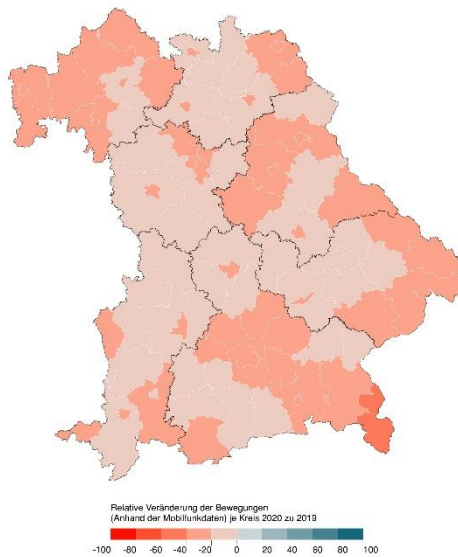 Relative Veränderung der Bewegungen
(Anhand der Mobilfunkdaten) je Kreis 2020 zu 2019
-100 -80 -60 -40 -20 0 20 40 60 80 100